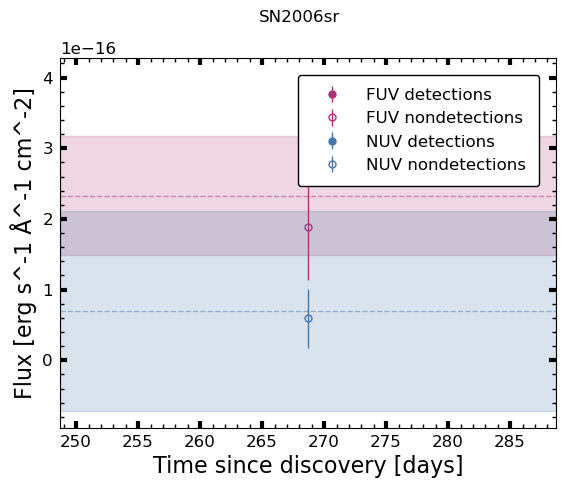 SN2006sr
1e−16
FUV detections
FUV nondetections
NUV detections
NUV nondetections
4
3
2
1
0
Flux [erg s^-1 Å^-1 cm^-2]
250 255 260 265 270 275 280 285
Time since discovery [days]